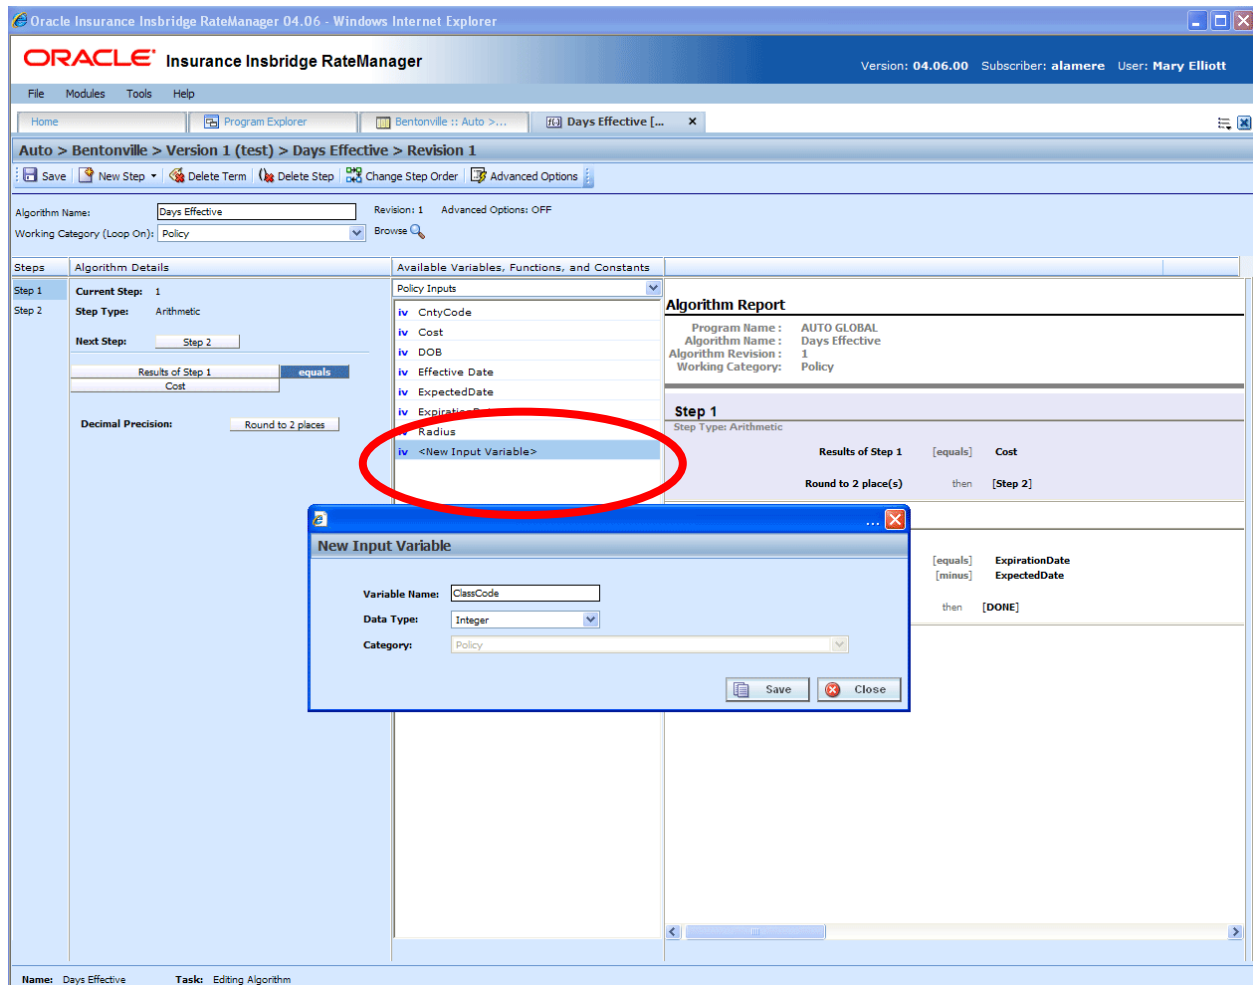 Oracle Insurance Insbridge RateManager 04.06 - Windows Internet Explorer
ORACLE Insurance Insbridge RateManager
Version: 04.06.00 Subscriber: alamere User: Mary Elliott
File Modules Tools Help
Home Program Explorer Bentonville :: Auto >... Days Effective [...
Auto > Bentonville > Version 1 (test) > Days Effective > Revision 1
Save New Step Delete Term Delete Step Change Step Order Advanced Options
Algorithm Name: Days Effective Revision: 1 Advanced Options: OFF
Working Category (Loop On): Policy Browse
Steps Algorithm Details Available Variables, Functions, and Constants
Step 1
Step 2
Current Step: 1
Step Type: Arithmetic
Next Step: Step 2
Results of Step 1 equals
Cost
Decimal Precision: Round to 2 places
Policy Inputs
iv CntyCode
iv Cost
iv DOB
iv Effective Date
iv ExpectedDate
iv
Radius
iv <New Input Variable>
Algorithm Report
Program Name : AUTO GLOBAL
Algorithm Name : Days Effective
Algorithm Revision : 1
Working Category: Policy
Step 1
Step Type: Arithmetic
Results of Step 1 [equals] Cost
Round to 2 place(s) then [Step 2]
[equals] ExpirationDate
[minus] ExpectedDate
then [DONE]
...
New Input Variable
Variable Name: ClassCode
Data Type: Integer
Category: Policy
Save Close
Name: Days Effective Task: Editing Algorithm